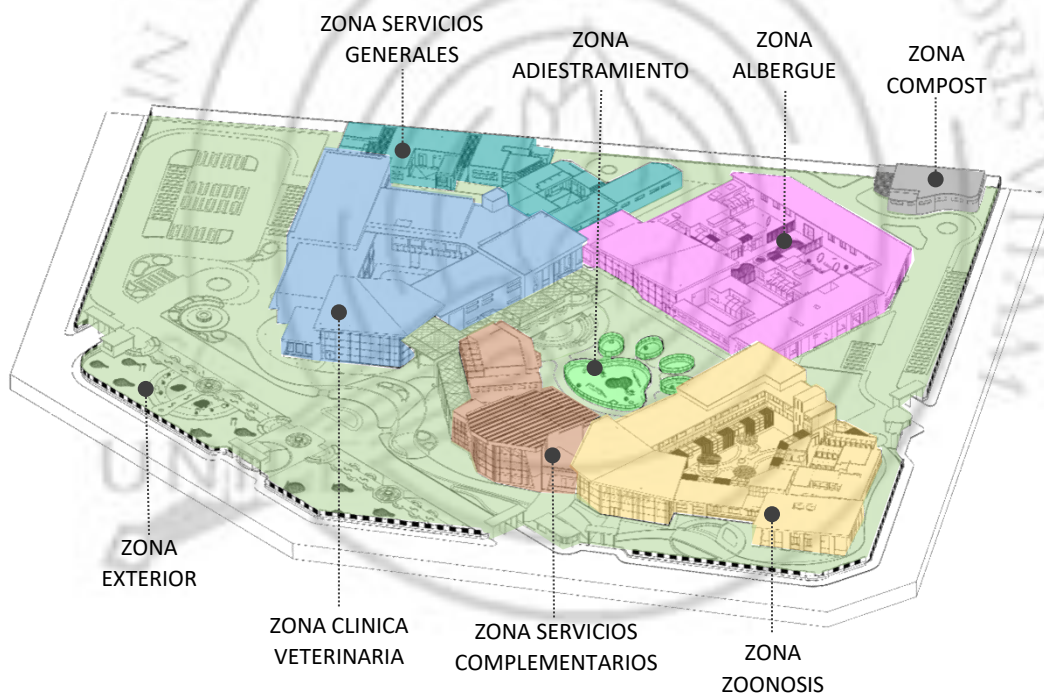 ZONA SERVICIOS
GENERALES
ZONA
ADIESTRAMIENTO
ZONA
ALBERGUE
ZONA
COMPOST
ZONA
EXTERIOR
ZONA CLINICA
VETERINARIA
ZONA SERVICIOS
COMPLEMENTARIOS
ZONA
ZOONOSIS